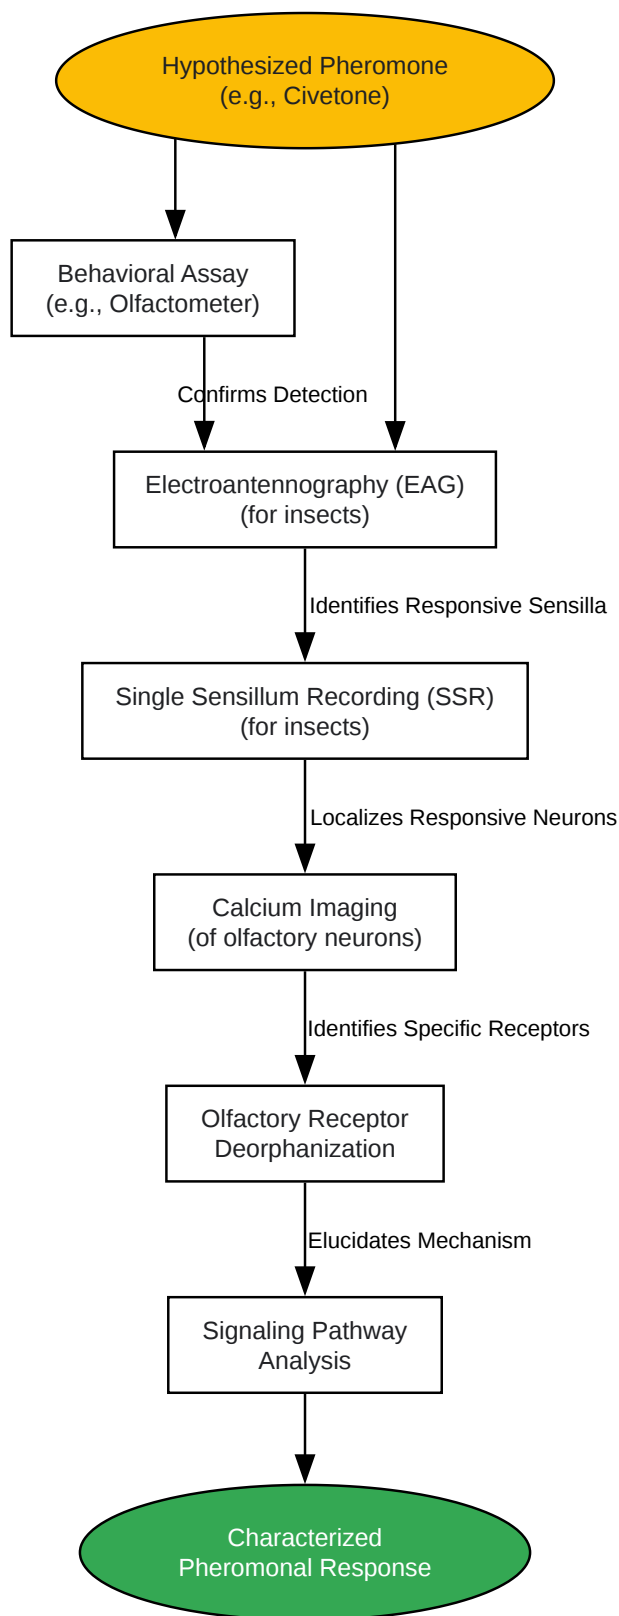 Hypothesized Pheromone
(e.g., Civetone)
Behavioral Assay
(e.g., Olfactometer)
Confirms Detection
Electroantennography (EAG)
(for insects)
Identifies Responsive Sensilla
Single Sensillum Recording (SSR)
(for insects)
Localizes Responsive Neurons
Calcium Imaging
(of olfactory neurons)
Identifies Specific Receptors
Olfactory Receptor
Deorphanization
Elucidates Mechanism
Signaling Pathway
Analysis
Characterized
Pheromonal Response